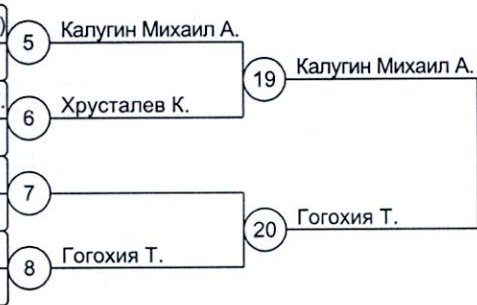 )
5 Калугин Михаил А.
19 Калугин Михаил А.
.
6 Хрусталев К.
7
20 Гогохия Т.
8 Гогохия Т.